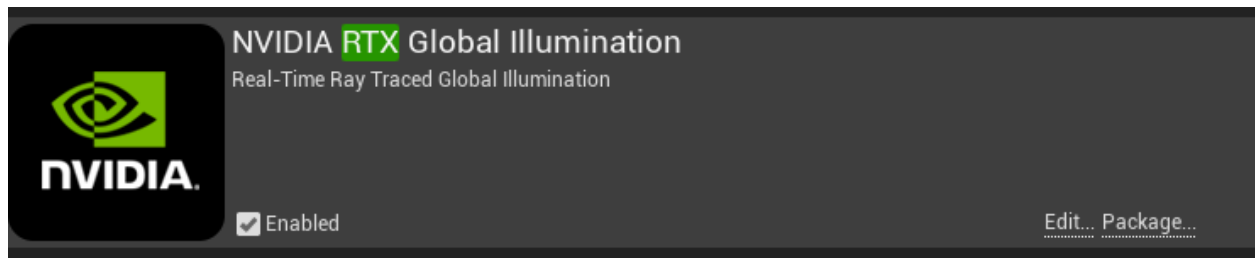 NVIDIA RTX Global Illumination
Real-Time Ray Traced Global Illumination
NVIDIA.
Enabled
Edit... Package...